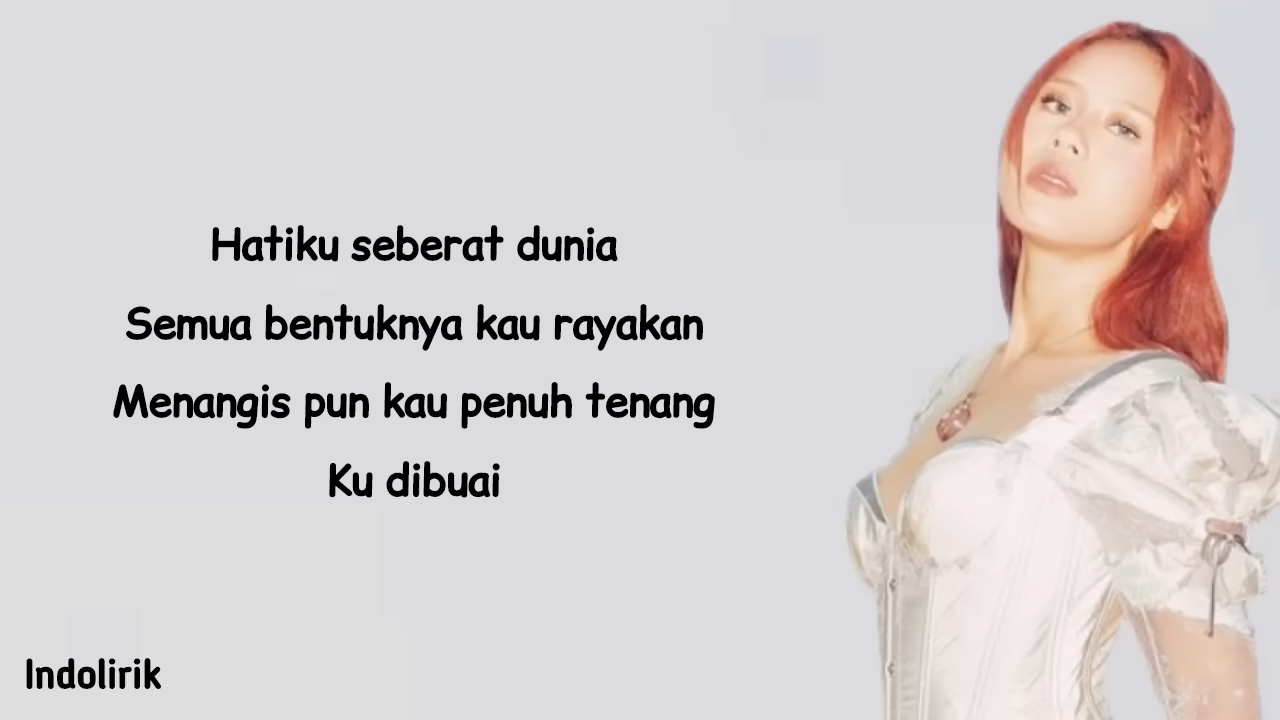 Hatiku seberat dunia
Semua bentuknya kau rayakan
Menangis pun kau penuh tenang
Ku dibuai
Indolirik